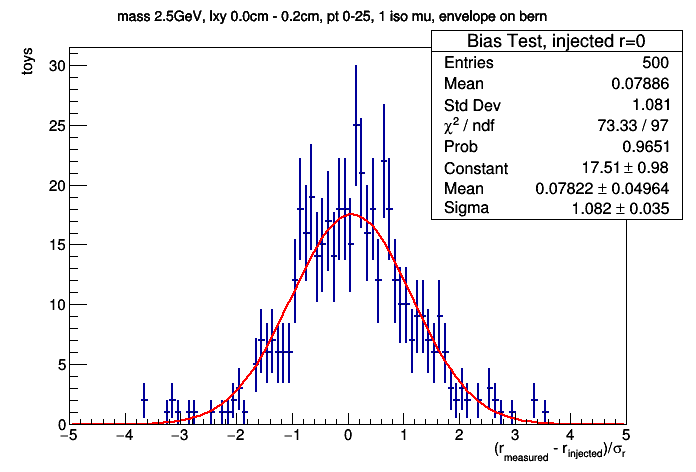 mass 2.5GeV, lxy 0.0cm - 0.2cm, pt 0-25, 1 iso mu, envelope on bern
Bias Test, injected r=0
Entries 500
Mean 0.07886
Std Dev 1.081
χ² / ndf 73.33 / 97
Prob 0.9651
Constant 17.51 ± 0.98
Mean 0.07822 ± 0.04964
Sigma 1.082 ± 0.035
toys
30
25
20
15
10
5
0
−5 −4 −3 −2 −1 0 1 2 3 4 5
(r_measured - r_injected)/σ_r